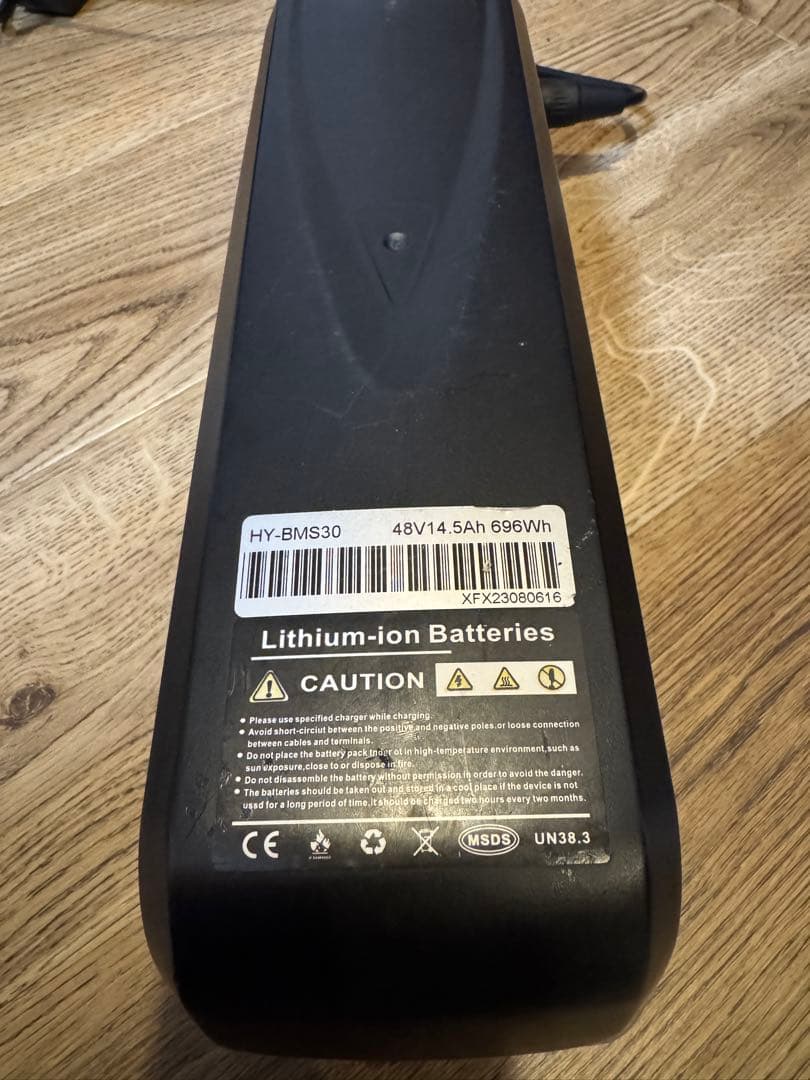 HY-BMS30 48V14.5Ah 696Wh
XFX23080616
Lithium-ion Batteries
CAUTION
• Please use specified charger while charging.
• Avoid short-circiut between the positive and negative poles,or loose connection
between cables and terminals.
• Do not place the battery pack ot in high-temperature environment,such as
sun exposure,close to or dispose in fire.
• Do not disassemble the battery without permission in order to avoid the danger.
• The batteries should be taken out and stored in a cool place if the device is not
used for a long period of time,it should be charged two hours every two months.
CE MSDS UN38.3